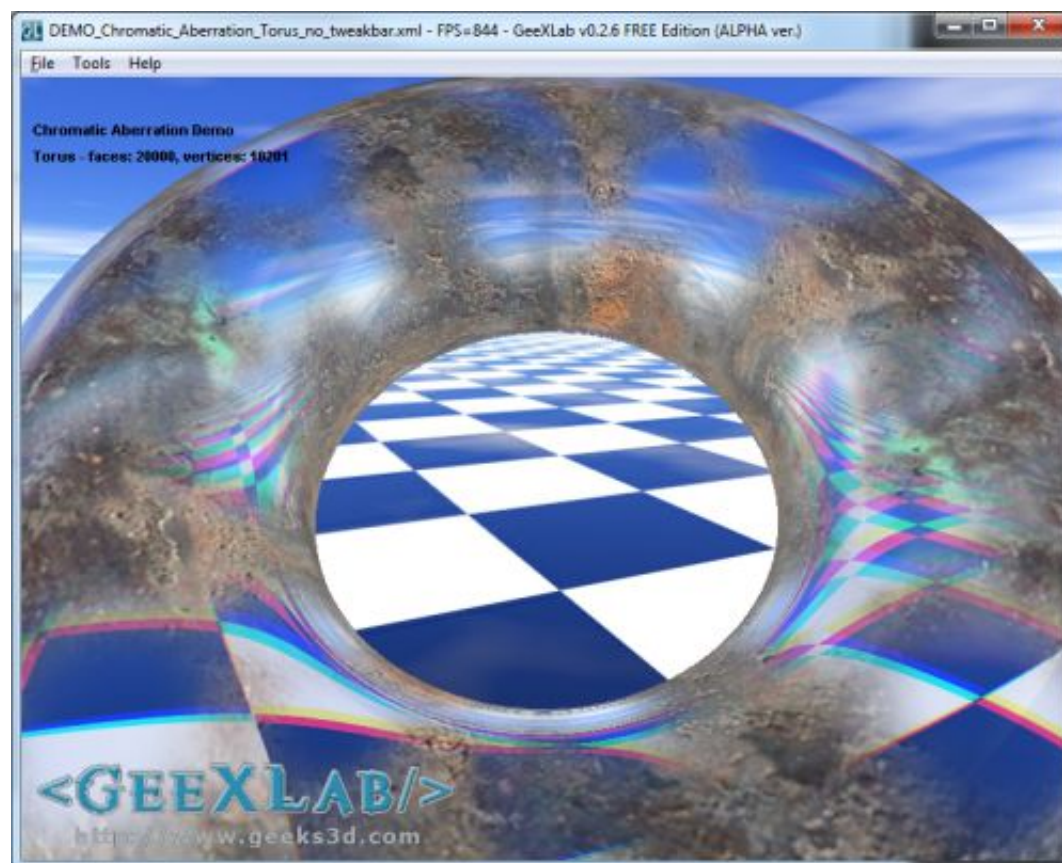 DEMO_Chromatic_Aberration_Torus_no_tweakbar.xml - FPS=844 - GeeXLab v0.2.6 FREE Edition (ALPHA ver.)
File Tools Help
Chromatic Aberration Demo
Torus - faces: 20000, vertices: 10201
<GEEXLAB/>
http://www.geeks3d.com